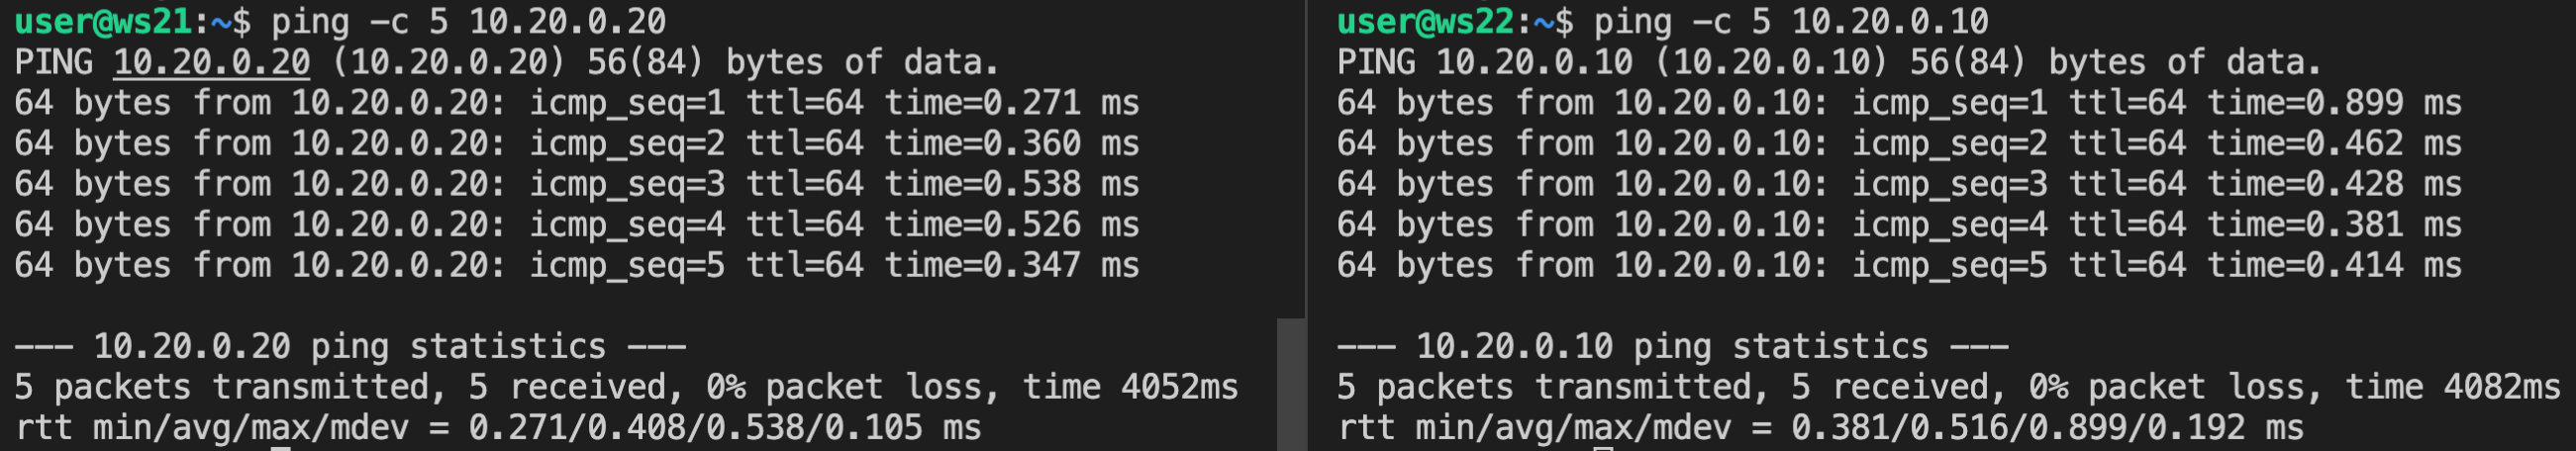 user@ws21:~$ ping -c 5 10.20.0.20
PING 10.20.0.20 (10.20.0.20) 56(84) bytes of data.
64 bytes from 10.20.0.20: icmp_seq=1 ttl=64 time=0.271 ms
64 bytes from 10.20.0.20: icmp_seq=2 ttl=64 time=0.360 ms
64 bytes from 10.20.0.20: icmp_seq=3 ttl=64 time=0.538 ms
64 bytes from 10.20.0.20: icmp_seq=4 ttl=64 time=0.526 ms
64 bytes from 10.20.0.20: icmp_seq=5 ttl=64 time=0.347 ms
--- 10.20.0.20 ping statistics ---
5 packets transmitted, 5 received, 0% packet loss, time 4052ms
rtt min/avg/max/mdev = 0.271/0.408/0.538/0.105 ms
user@ws22:~$ ping -c 5 10.20.0.10
PING 10.20.0.10 (10.20.0.10) 56(84) bytes of data.
64 bytes from 10.20.0.10: icmp_seq=1 ttl=64 time=0.899 ms
64 bytes from 10.20.0.10: icmp_seq=2 ttl=64 time=0.462 ms
64 bytes from 10.20.0.10: icmp_seq=3 ttl=64 time=0.428 ms
64 bytes from 10.20.0.10: icmp_seq=4 ttl=64 time=0.381 ms
64 bytes from 10.20.0.10: icmp_seq=5 ttl=64 time=0.414 ms
--- 10.20.0.10 ping statistics ---
5 packets transmitted, 5 received, 0% packet loss, time 4082ms
rtt min/avg/max/mdev = 0.381/0.516/0.899/0.192 ms